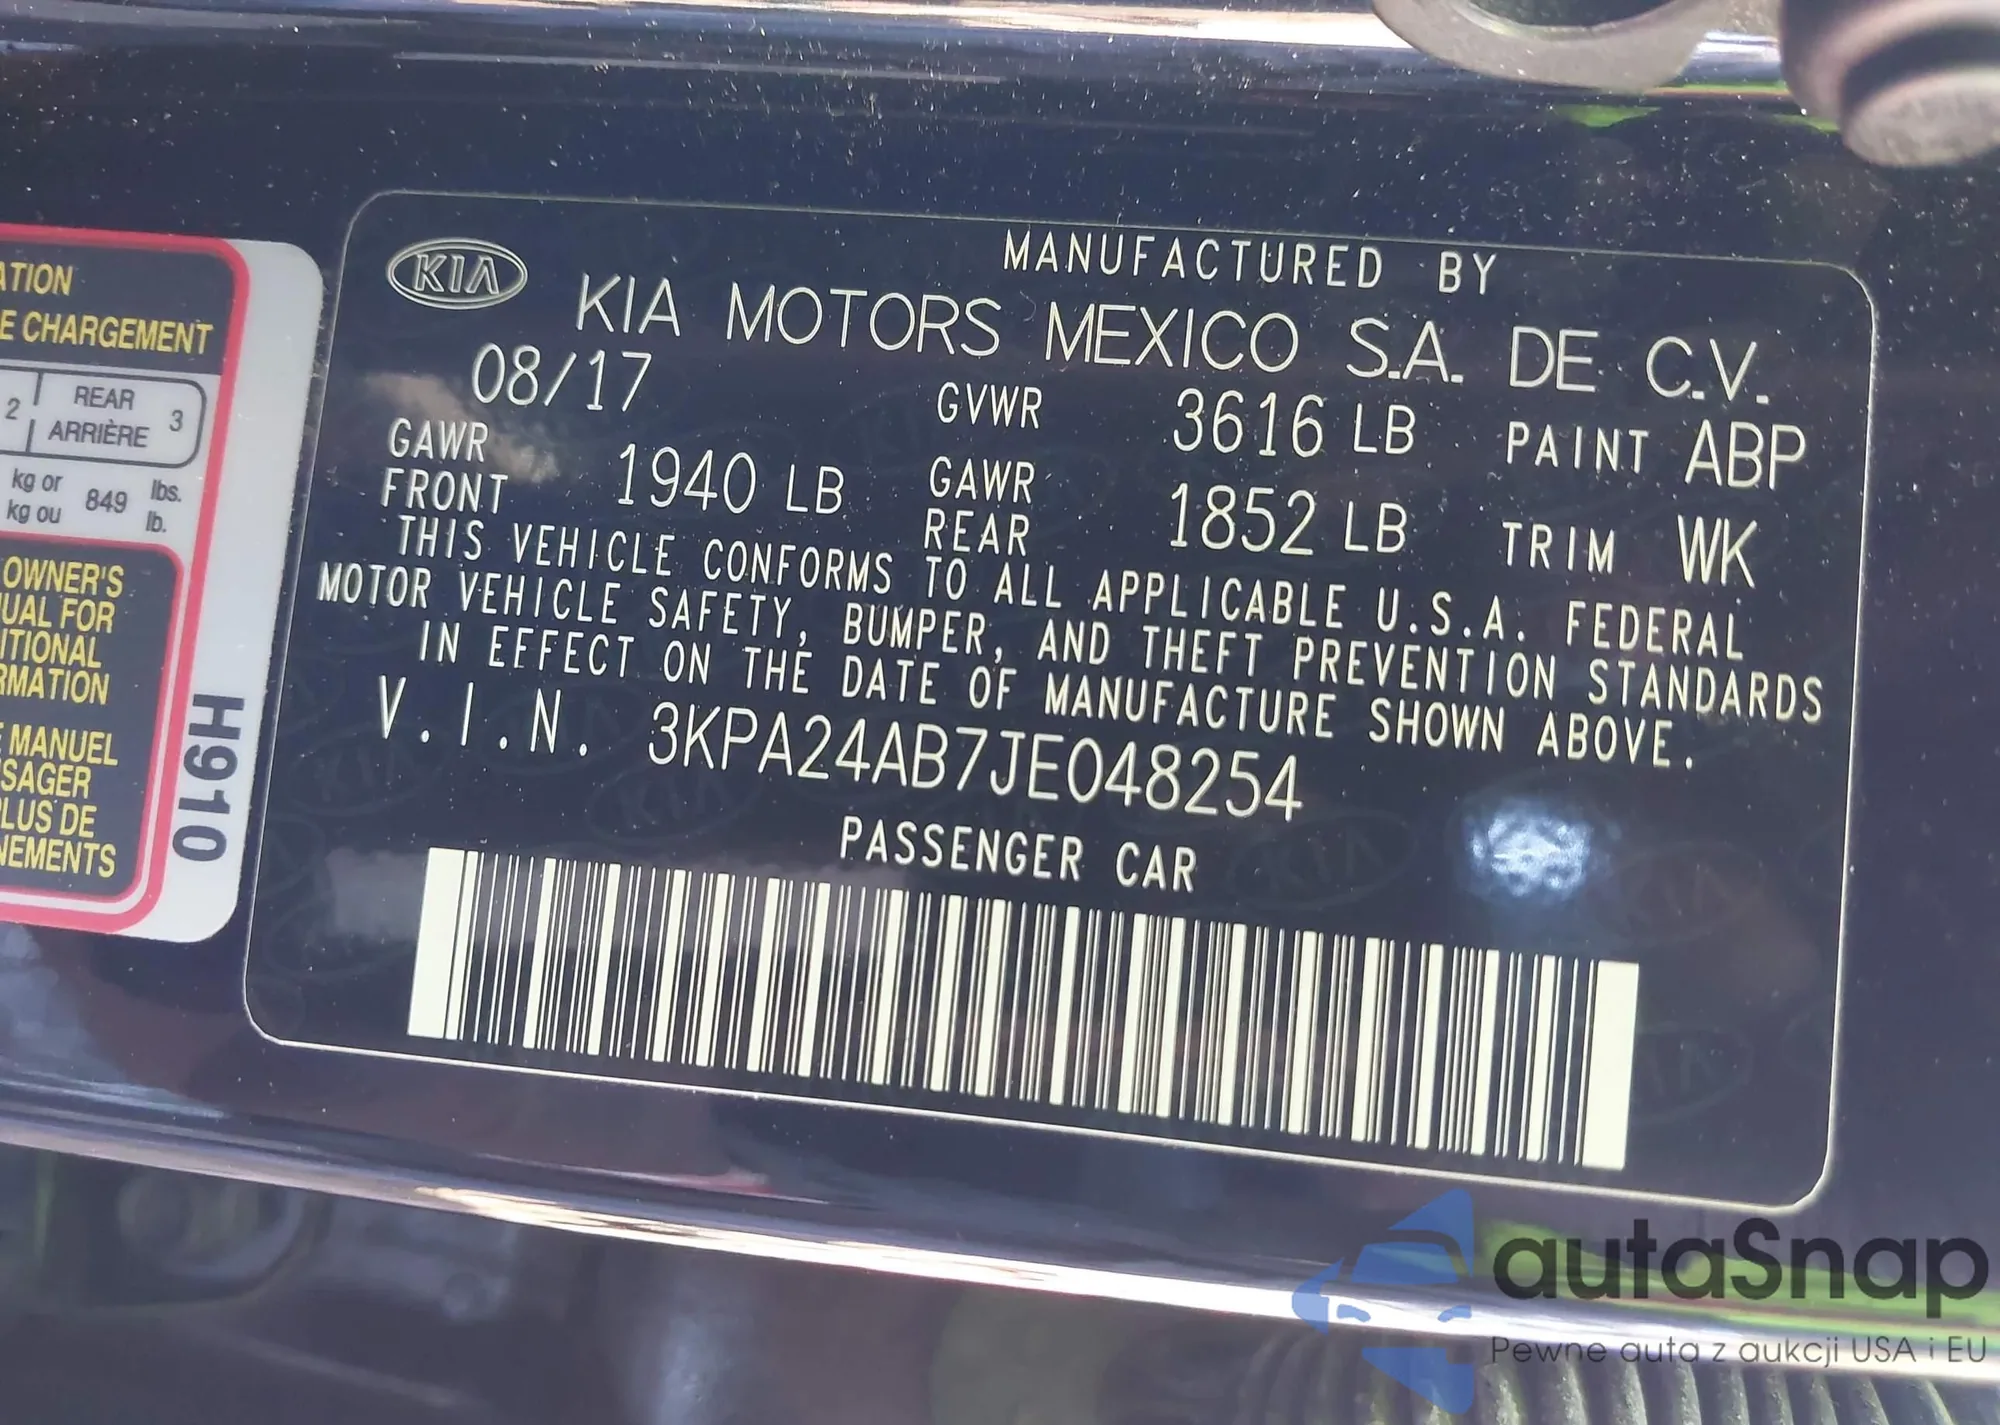 ATION
E CHARGEMENT
2 REAR 3
ARRIÈRE
kg or 849 lbs.
kg ou lb.
OWNER'S
UAL FOR
ITIONAL
RMATION
E MANUEL
SAGER
PLUS DE
NEMENTS
H910
KIA
MANUFACTURED BY
KIA MOTORS MEXICO S.A. DE C.V.
08/17 GVWR 3616 LB PAINT ABP
GAWR FRONT 1940 LB GAWR REAR 1852 LB TRIM WK
THIS VEHICLE CONFORMS TO ALL APPLICABLE U.S.A. FEDERAL
MOTOR VEHICLE SAFETY, BUMPER, AND THEFT PREVENTION STANDARDS
IN EFFECT ON THE DATE OF MANUFACTURE SHOWN ABOVE.
V.I.N. 3KPA24AB7JE048254
PASSENGER CAR
autaSnap
Pewne auta z aukcji USA i EU